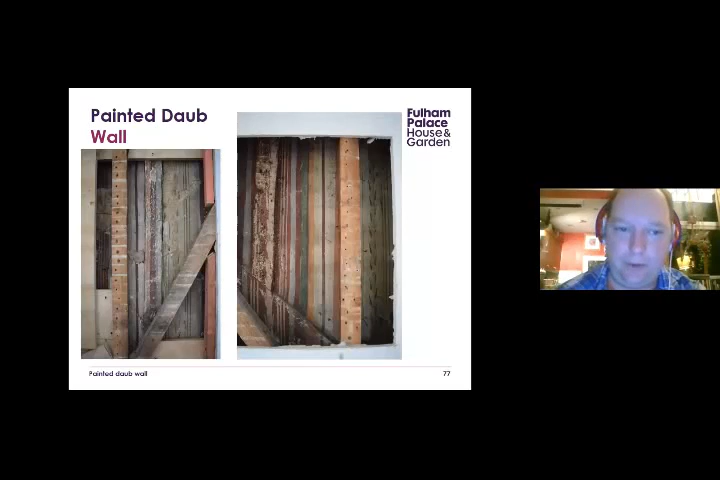 Painted Daub
Wall
Fulham
Palace
House&
Garden
Painted daub wall
77